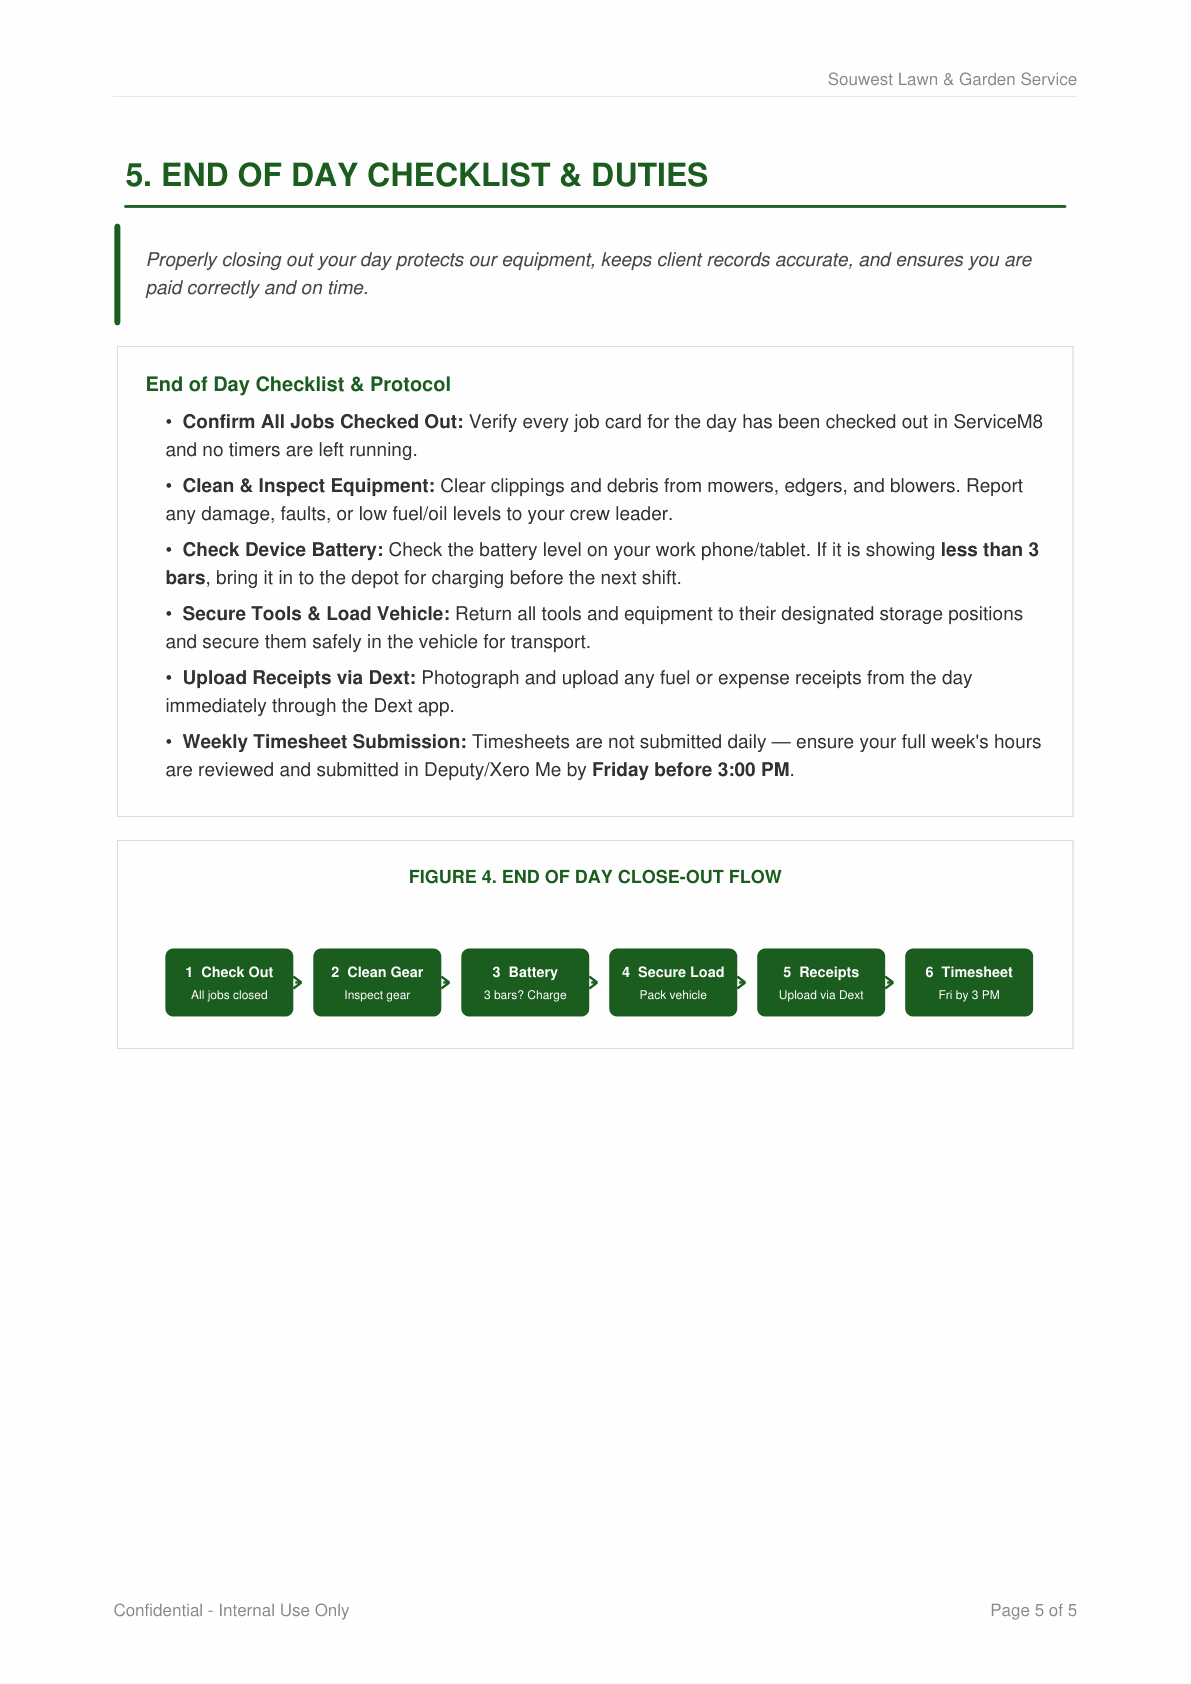 Souwest Lawn & Garden Service
5. END OF DAY CHECKLIST & DUTIES
Properly closing out your day protects our equipment, keeps client records accurate, and ensures you are
paid correctly and on time.
End of Day Checklist & Protocol
• Confirm All Jobs Checked Out: Verify every job card for the day has been checked out in ServiceM8
and no timers are left running.
• Clean & Inspect Equipment: Clear clippings and debris from mowers, edgers, and blowers. Report
any damage, faults, or low fuel/oil levels to your crew leader.
• Check Device Battery: Check the battery level on your work phone/tablet. If it is showing less than 3
bars, bring it in to the depot for charging before the next shift.
• Secure Tools & Load Vehicle: Return all tools and equipment to their designated storage positions
and secure them safely in the vehicle for transport.
• Upload Receipts via Dext: Photograph and upload any fuel or expense receipts from the day
immediately through the Dext app.
• Weekly Timesheet Submission: Timesheets are not submitted daily — ensure your full week's hours
are reviewed and submitted in Deputy/Xero Me by Friday before 3:00 PM.
FIGURE 4. END OF DAY CLOSE-OUT FLOW
1 Check Out
All jobs closed
2 Clean Gear
Inspect gear
3 Battery
3 bars? Charge
4 Secure Load
Pack vehicle
5 Receipts
Upload via Dext
6 Timesheet
Fri by 3 PM
Confidential - Internal Use Only
Page 5 of 5